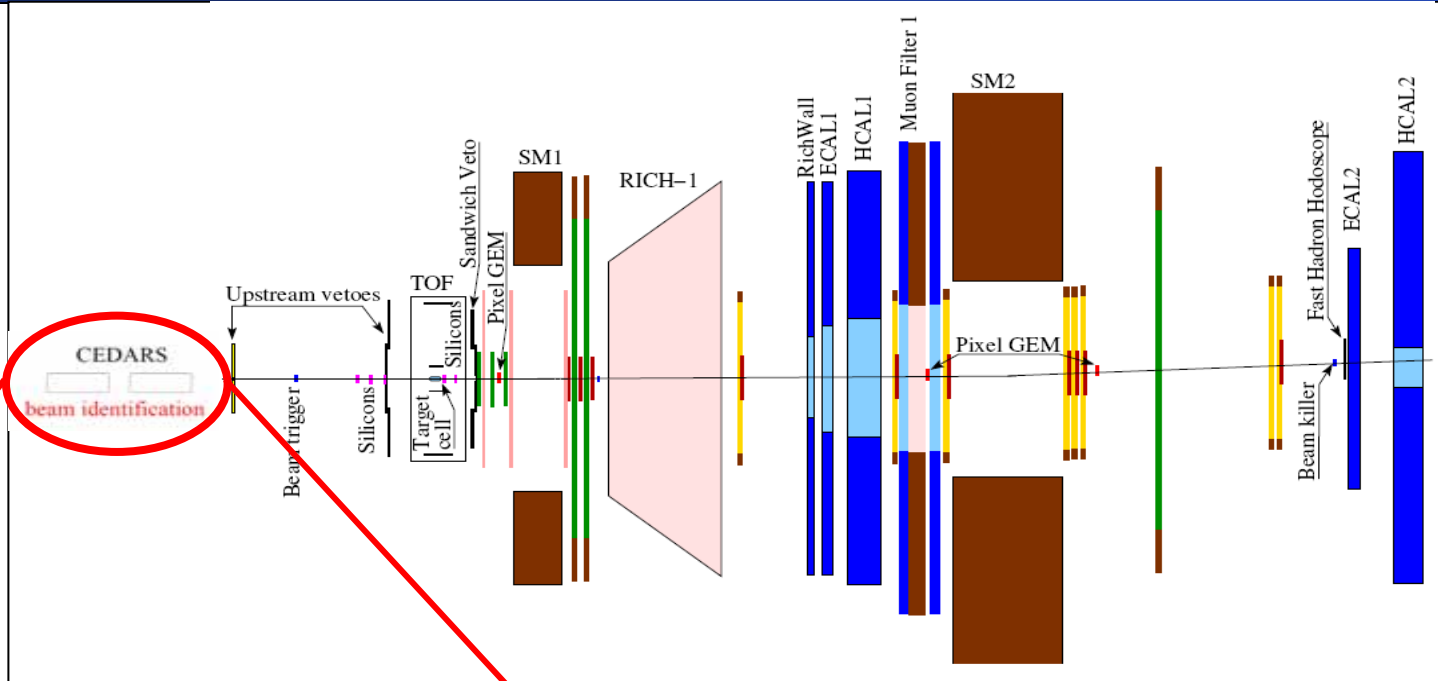 CEDARS
beam identification
Upstream vetoes
Beam trigger
Silicons
TOF
Target
cell
Silicons
Sandwich Veto
Pixel GEM
SM1
RICH-1
RichWall
ECAL1
HCAL1
Muon Filter 1
SM2
Pixel GEM
Beam killer
Fast Hadron Hodoscope
ECAL2
HCAL2